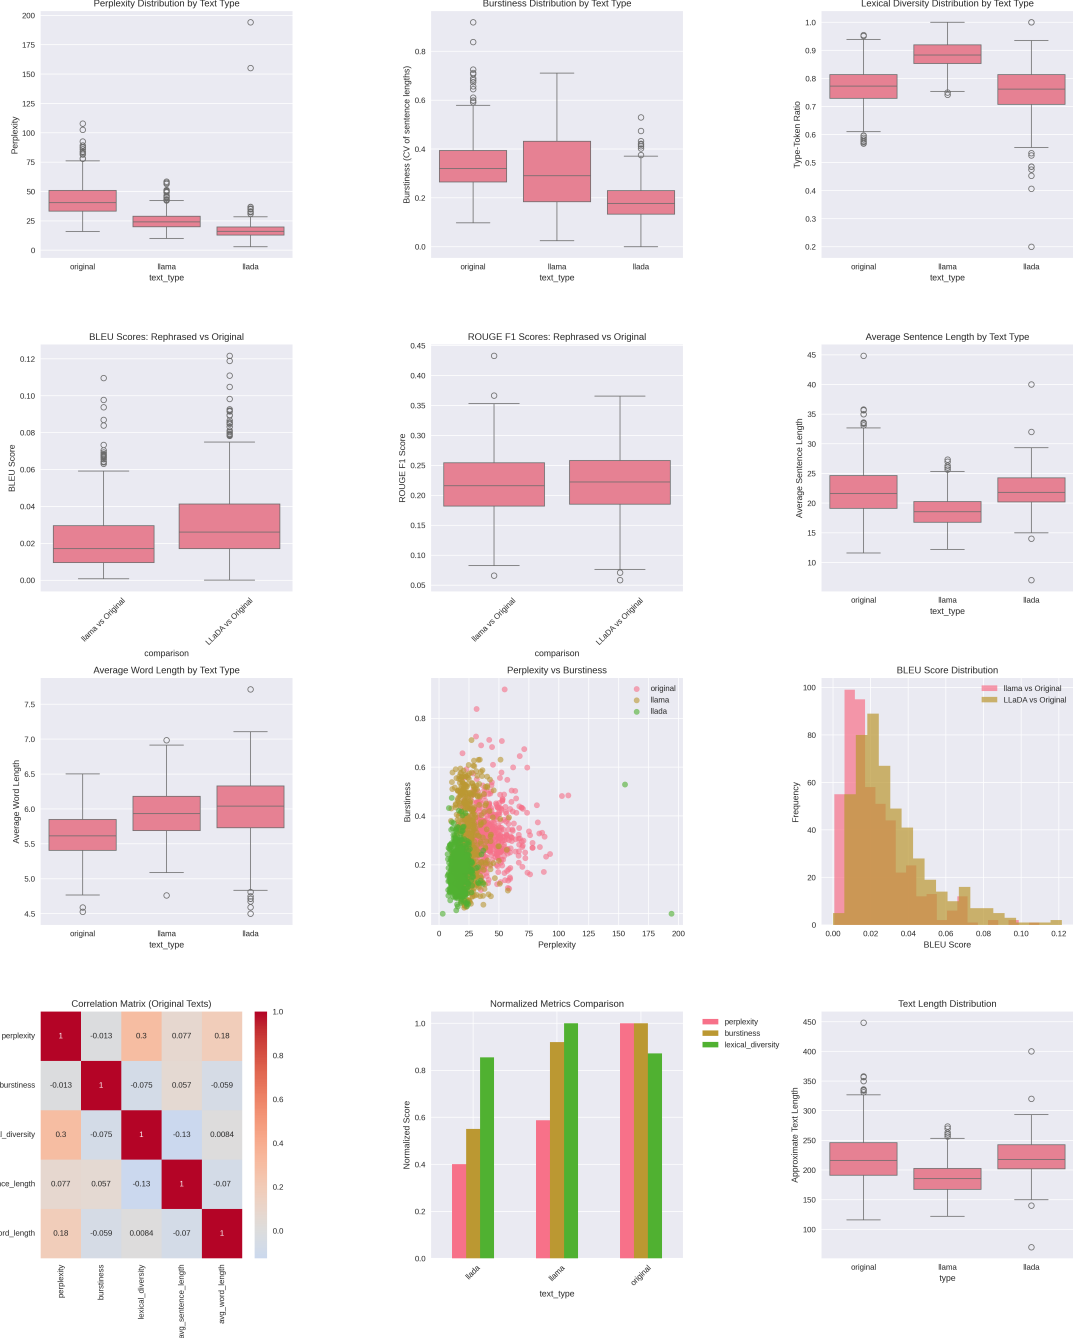 Perplexity Distribution by Text Type
Perplexity
200
175
150
125
100
75
50
25
0
original llama llada
text_type
Burstiness Distribution by Text Type
Burstiness (CV of sentence lengths)
0.8
0.6
0.4
0.2
0.0
original llama llada
text_type
Lexical Diversity Distribution by Text Type
Type-Token Ratio
1.0
0.9
0.8
0.7
0.6
0.5
0.4
0.3
0.2
original llama llada
text_type
BLEU Scores: Rephrased vs Original
BLEU Score
0.12
0.10
0.08
0.06
0.04
0.02
0.00
llama vs Original LLaDA vs Original
comparison
ROUGE F1 Scores: Rephrased vs Original
ROUGE F1 Score
0.45
0.40
0.35
0.30
0.25
0.20
0.15
0.10
0.05
llama vs Original LLaDA vs Original
comparison
Average Sentence Length by Text Type
Average Sentence Length
45
40
35
30
25
20
15
10
original llama llada
text_type
Average Word Length by Text Type
Average Word Length
7.5
7.0
6.5
6.0
5.5
5.0
4.5
original llama llada
text_type
Perplexity vs Burstiness
original
llama
llada
Burstiness
0.8
0.6
0.4
0.2
0.0
0 25 50 75 100 125 150 175 200
Perplexity
BLEU Score Distribution
llama vs Original
LLaDA vs Original
Frequency
100
80
60
40
20
0
0.00 0.02 0.04 0.06 0.08 0.10 0.12
BLEU Score
Correlation Matrix (Original Texts)
perplexity 1 -0.013 0.3 0.077 0.18
burstiness -0.013 1 -0.075 0.057 -0.059
l_diversity 0.3 -0.075 1 -0.13 0.0084
ce_length 0.077 0.057 -0.13 1 -0.07
ord_length 0.18 -0.059 0.0084 -0.07 1
perplexity burstiness lexical_diversity avg_sentence_length avg_word_length
1.0
0.8
0.6
0.4
0.2
0.0
Normalized Metrics Comparison
perplexity
burstiness
lexical_diversity
Normalized Score
1.0
0.8
0.6
0.4
0.2
0.0
llada llama original
text_type
Text Length Distribution
Approximate Text Length
450
400
350
300
250
200
150
100
original llama llada
type